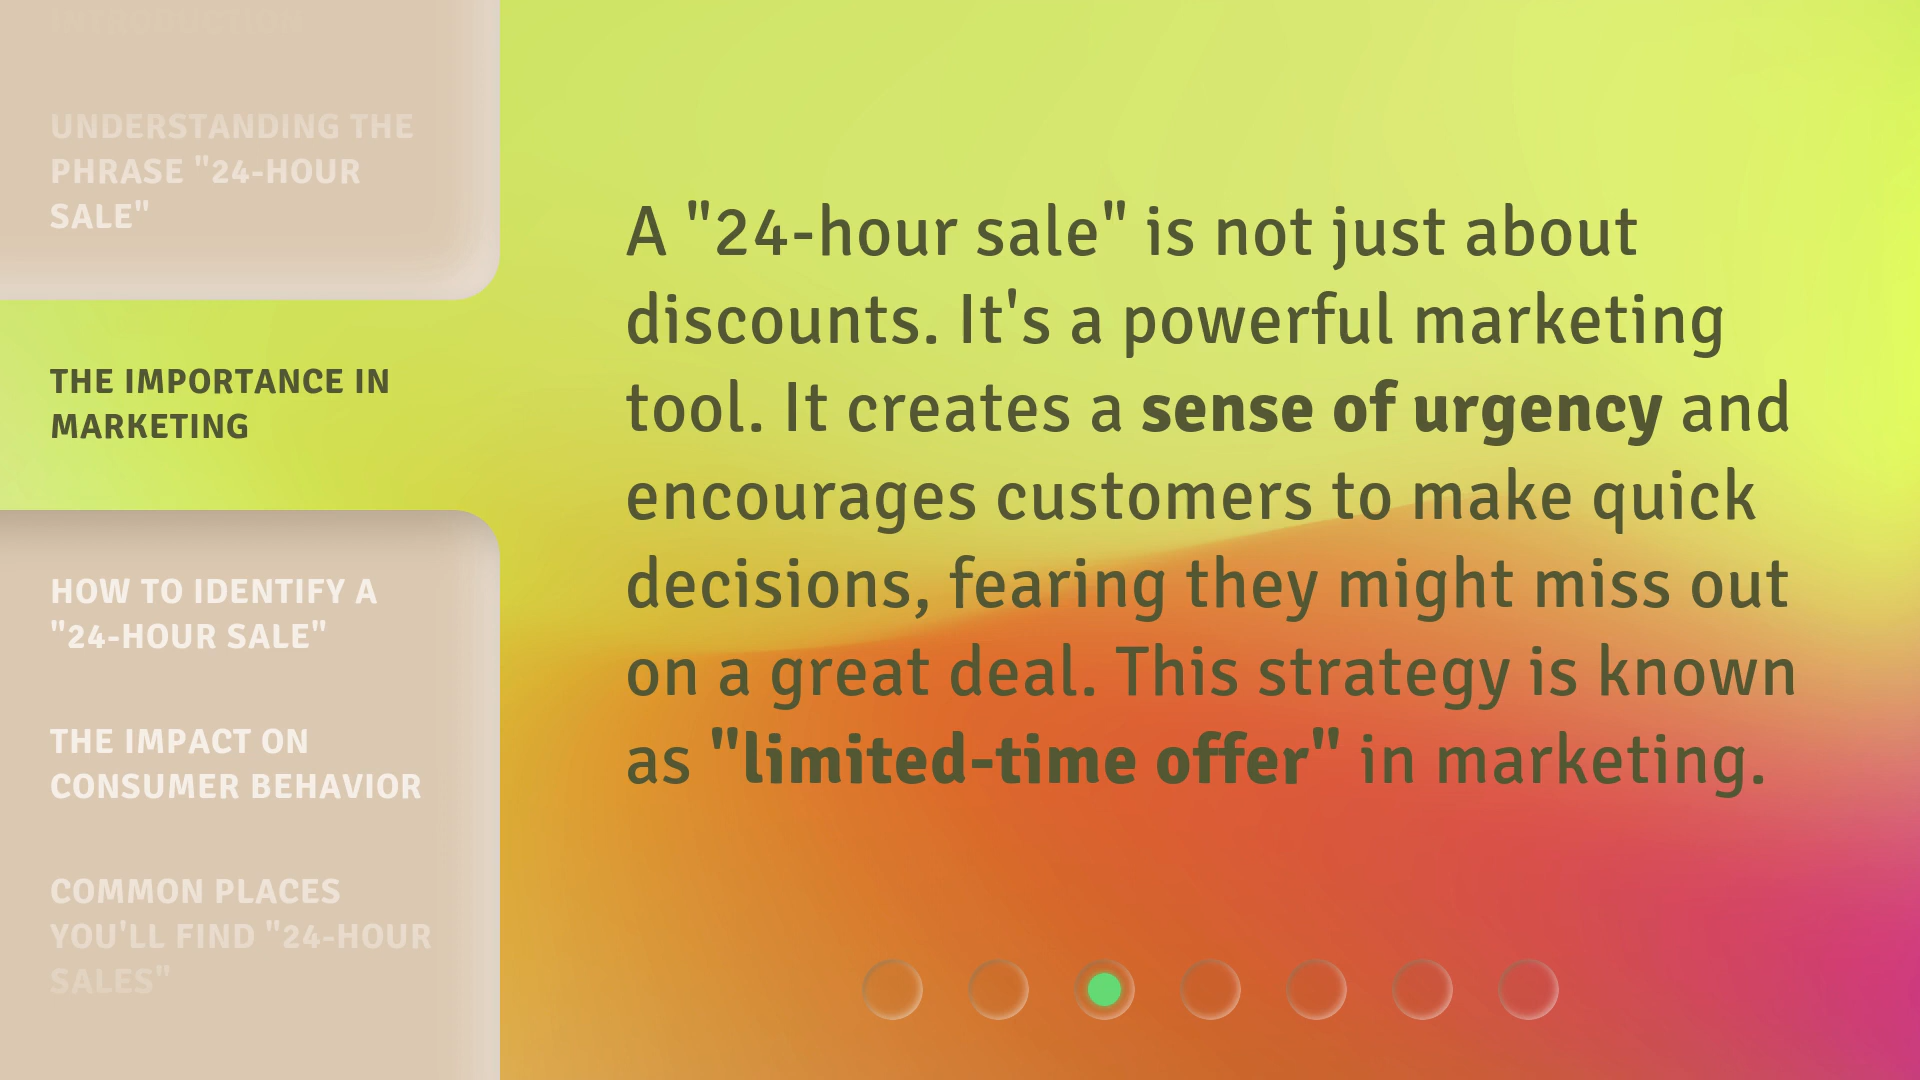 INTRODUCTION
UNDERSTANDING THE
PHRASE "24-HOUR
SALE"
THE IMPORTANCE IN
MARKETING
HOW TO IDENTIFY A
"24-HOUR SALE"
THE IMPACT ON
CONSUMER BEHAVIOR
COMMON PLACES
YOU'LL FIND "24-HOUR
SALES"
A "24-hour sale" is not just about
discounts. It's a powerful marketing
tool. It creates a sense of urgency and
encourages customers to make quick
decisions, fearing they might miss out
on a great deal. This strategy is known
as "limited-time offer" in marketing.